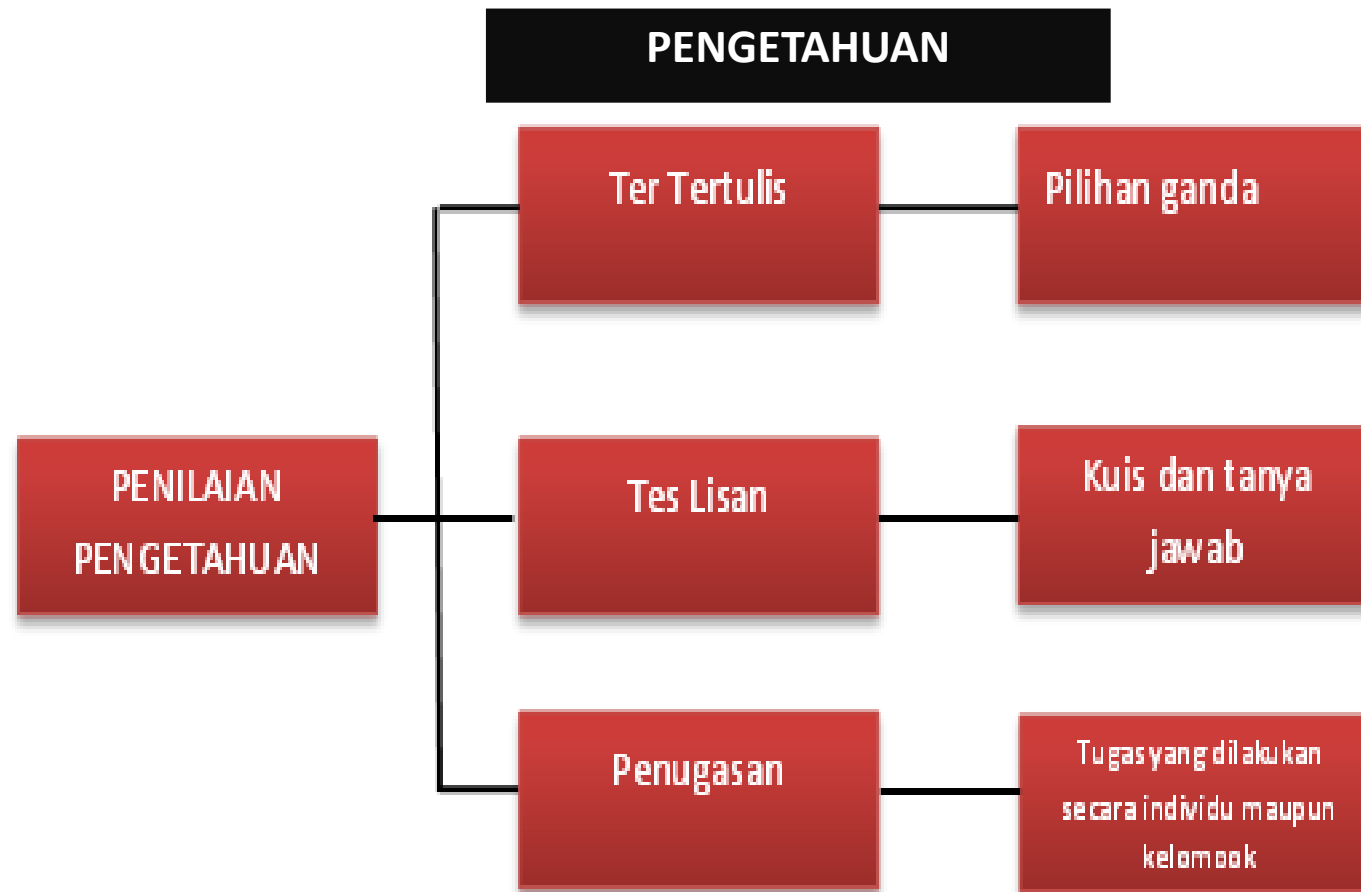 PENGETAHUAN
Ter Tertulis
Pilihan ganda
PENILAIAN
PENGETAHUAN
Tes Lisan
Kuis dan tanya
jawab
Penugasan
Tugas yang dilakukan
secara individu maupun
kelomook